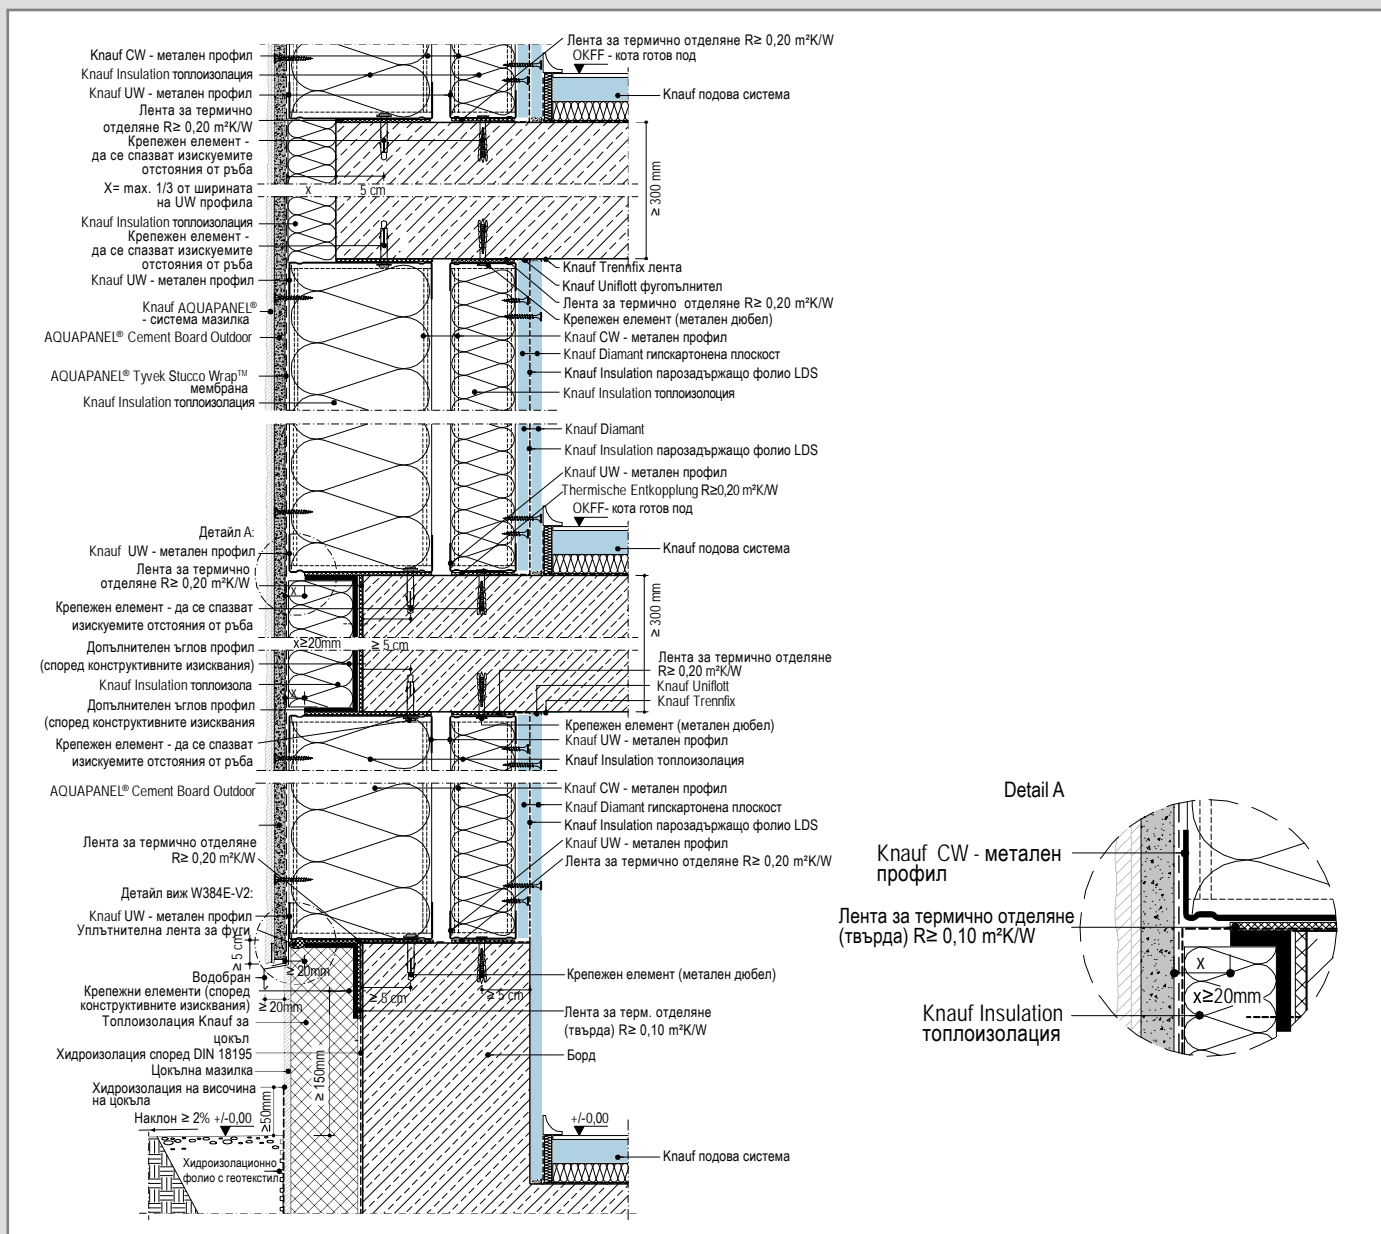 Knauf CW - метален профил
Knauf Insulation топлоизолация
Knauf UW - метален профил
Лента за термично
отделяне R≥ 0,20 m²K/W
Крепежен елемент -
да се спазват изискуемите
отстояния от ръба
X= max. 1/3 от ширината
на UW профила
Knauf Insulation топлоизолация
Крепежен елемент -
да се спазват изискуемите
отстояния от ръба
Knauf UW - метален профил
Knauf AQUAPANEL®
- система мазилка
AQUAPANEL® Cement Board Outdoor
AQUAPANEL® Tyvek Stucco Wrap™
мембрана
Knauf Insulation топлоизолация
Детайл A:
Knauf UW - метален профил
Лента за термично
отделяне R≥ 0,20 m²K/W
Крепежен елемент - да се спазват
изискуемите отстояния от ръба
Допълнителен ъглов профил
(според конструктивните изисквания)
Knauf Insulation топлоизола
Допълнителен ъглов профил
(според конструктивните изисквания
Крепежен елемент - да се спазват
изискуемите отстояния от ръба
AQUAPANEL® Cement Board Outdoor
Лента за термично отделяне
R≥ 0,20 m²K/W
Детайл виж W384E-V2:
Knauf UW - метален профил
Уплътнителна лента за фуги
Водобран
Крепежни елементи (според
конструктивните изисквания)
Топлоизолация Knauf за
цокъл
Хидроизолация според DIN 18195
Цокълна мазилка
Хидроизолация на височина
на цокъла
Наклон ≥ 2% +/-0,00
Хидроизолационно
фолио с геотекстил
x
5 cm
≥ 300 mm
x
x≥20mm
≥ 5 cm
x
≥ 300 mm
≥ 5 cm
≥ 20mm
≥ 20mm
≥ 5 cm
≥ 5 cm
≥ 150mm
≥50mm
Лента за термично отделяне R≥ 0,20 m²K/W
OKFF - кота готов под
Knauf подова система
Knauf Trennfix лента
Knauf Uniflott фугопълнител
Лента за термично отделяне R≥ 0,20 m²K/W
Крепежен елемент (метален дюбел)
Knauf CW - метален профил
Knauf Diamant гипскартонена плоскост
Knauf Insulation парозадържащо фолио LDS
Knauf Insulation топлоизолоция
Knauf Diamant
Knauf Insulation парозадържащо фолио LDS
Knauf UW - метален профил
Thermische Entkopplung R≥0,20 m²K/W
OKFF- кота готов под
Knauf подова система
Лента за термично отделяне
R≥ 0,20 m²K/W
Knauf Uniflott
Knauf Trennfix
Крепежен елемент (метален дюбел)
Knauf UW - метален профил
Knauf Insulation топлоизолация
Knauf CW - метален профил
Knauf Diamant гипскартонена плоскост
Knauf Insulation парозадържащо фолио LDS
Knauf UW - метален профил
Лента за термично отделяне R≥ 0,20 m²K/W
Крепежен елемент (метален дюбел)
Лента за терм. отделяне
(твърда) R≥ 0,10 m²K/W
Борд
+/-0,00
Knauf подова система
Detail A
Knauf CW - метален
профил
Лента за термично отделяне
(твърда) R≥ 0,10 m²K/W
x
x≥20mm
Knauf Insulation
топлоизолация